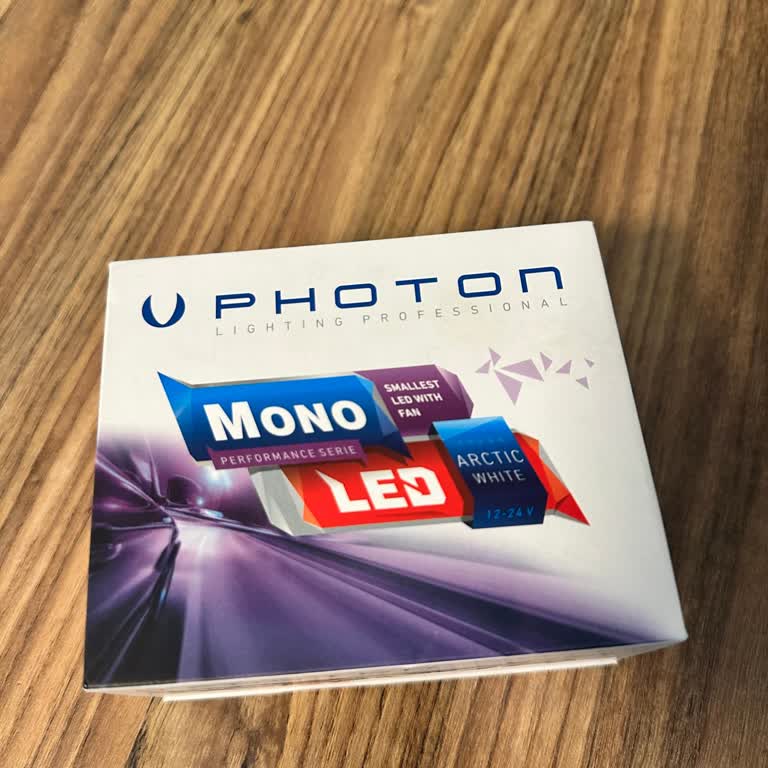 PHOTON
LIGHTING PROFESSIONAL
MONO
SMALLEST
LED WITH
FAN
PERFORMANCE SERIE
LED
ARCTIC
WHITE
12-24 V